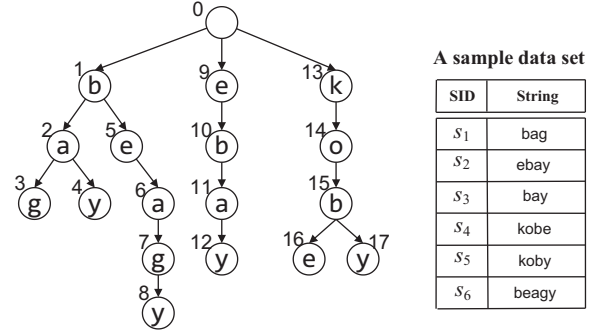 0
1 b 9 e 13 k
2 a 5 e 10 b 14 o
3 g 4 y 6 a 11 a 15 b
7 g 12 y 16 e y 17
8 y
A sample data set
SID String
s1 bag
s2 ebay
s3 bay
s4 kobe
s5 koby
s6 beagy